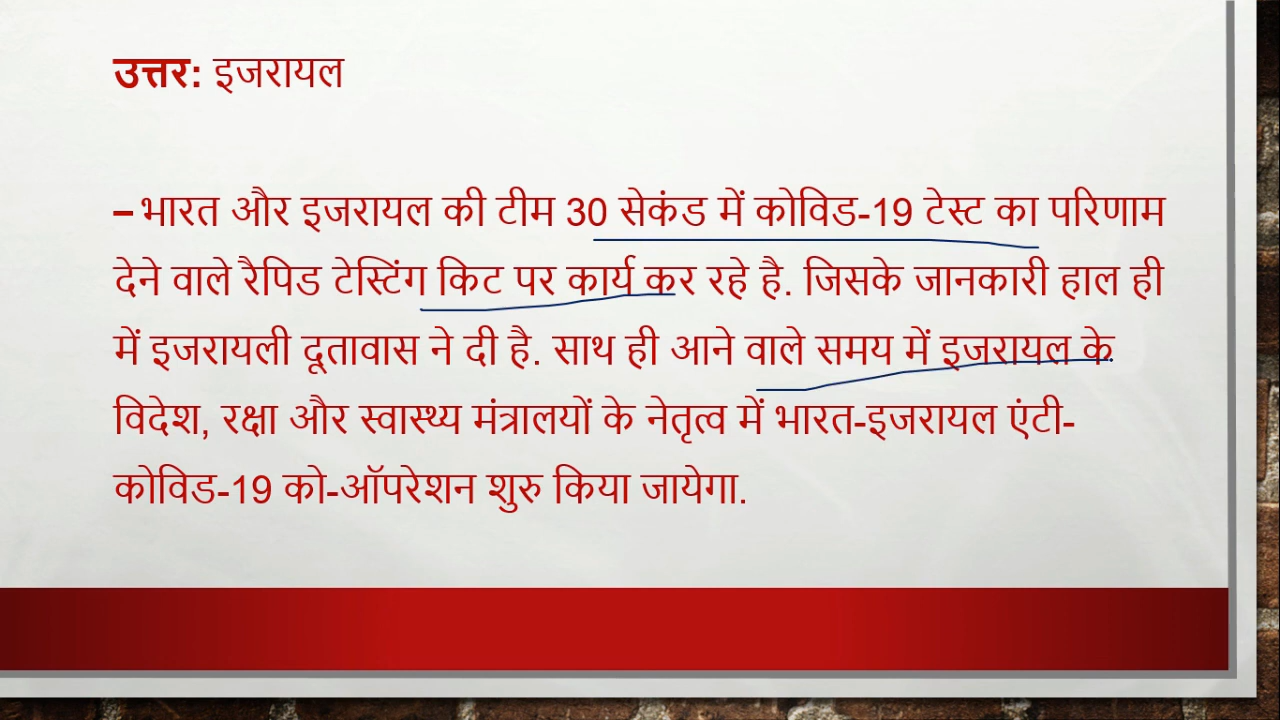 उत्तर: इजरायल
– भारत और इजरायल की टीम 30 सेकंड में कोविड-19 टेस्ट का परिणाम
देने वाले रैपिड टेस्टिंग किट पर कार्य कर रहे है. जिसके जानकारी हाल ही
में इजरायली दूतावास ने दी है. साथ ही आने वाले समय में इजरायल के
विदेश, रक्षा और स्वास्थ्य मंत्रालयों के नेतृत्व में भारत-इजरायल एंटी-
कोविड-19 को-ऑपरेशन शुरु किया जायेगा.